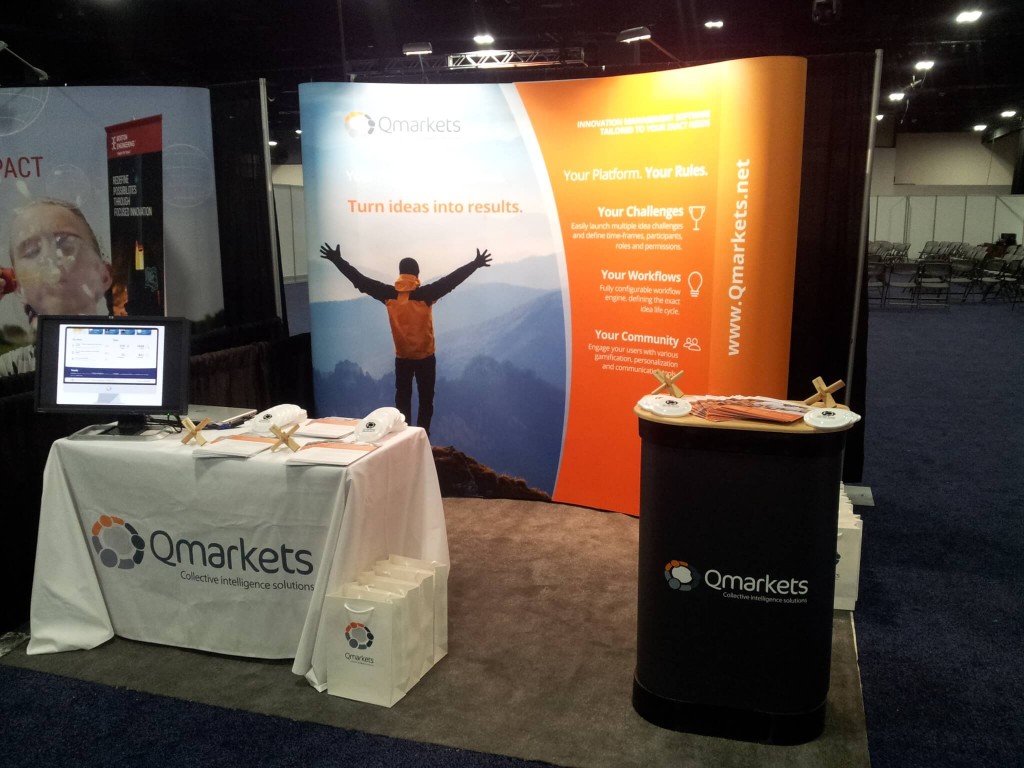 PACT
NORTH
ENGINEERING
REDEFINE
POSSIBILITIES
THROUGH
FOCUSED INNOVATION
Qmarkets
Turn ideas into results.
INNOVATION MANAGEMENT SOFTWARE
TAILORED TO YOUR EXACT NEEDS
Your Platform. Your Rules.
Your Challenges
Easily launch multiple idea challenges
and define time-frames, participants,
roles and permissions.
Your Workflows
Fully configurable workflow
engine, defining the exact
idea life cycle.
Your Community
Engage your users with various
gamification, personalization
and communication
www.Qmarkets.net
Qmarkets
Collective intelligence solutions
Qmarkets
Qmarkets
Collective intelligence solutions